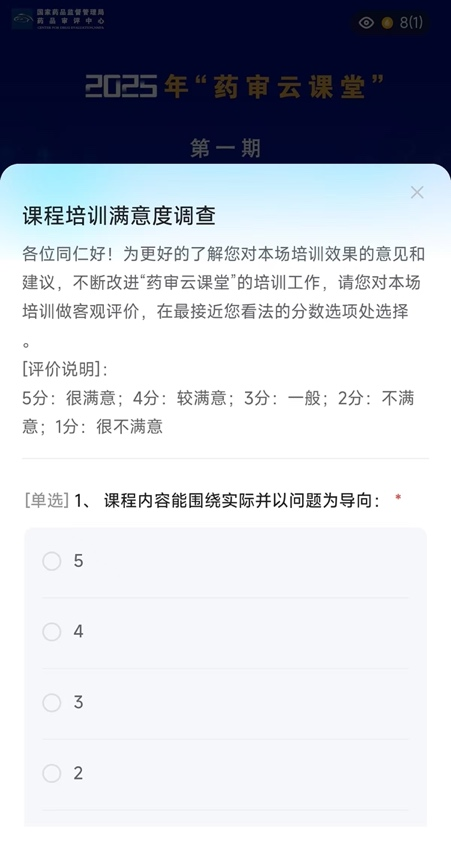 国家药品监督管理局
药品审评中心
CENTER FOR DRUG EVALUATION, NMPA
8(1)
2025年“药审云课堂”
第一期
课程培训满意度调查
各位同仁好！为更好的了解您对本场培训效果的意见和
建议，不断改进“药审云课堂”的培训工作，请您对本场
培训做客观评价，在最接近您看法的分数选项处选择
。
[评价说明]：
5分：很满意；4分：较满意；3分：一般；2分：不满
意；1分：很不满意
[单选] 1、 课程内容能围绕实际并以问题为导向： *
5
4
3
2